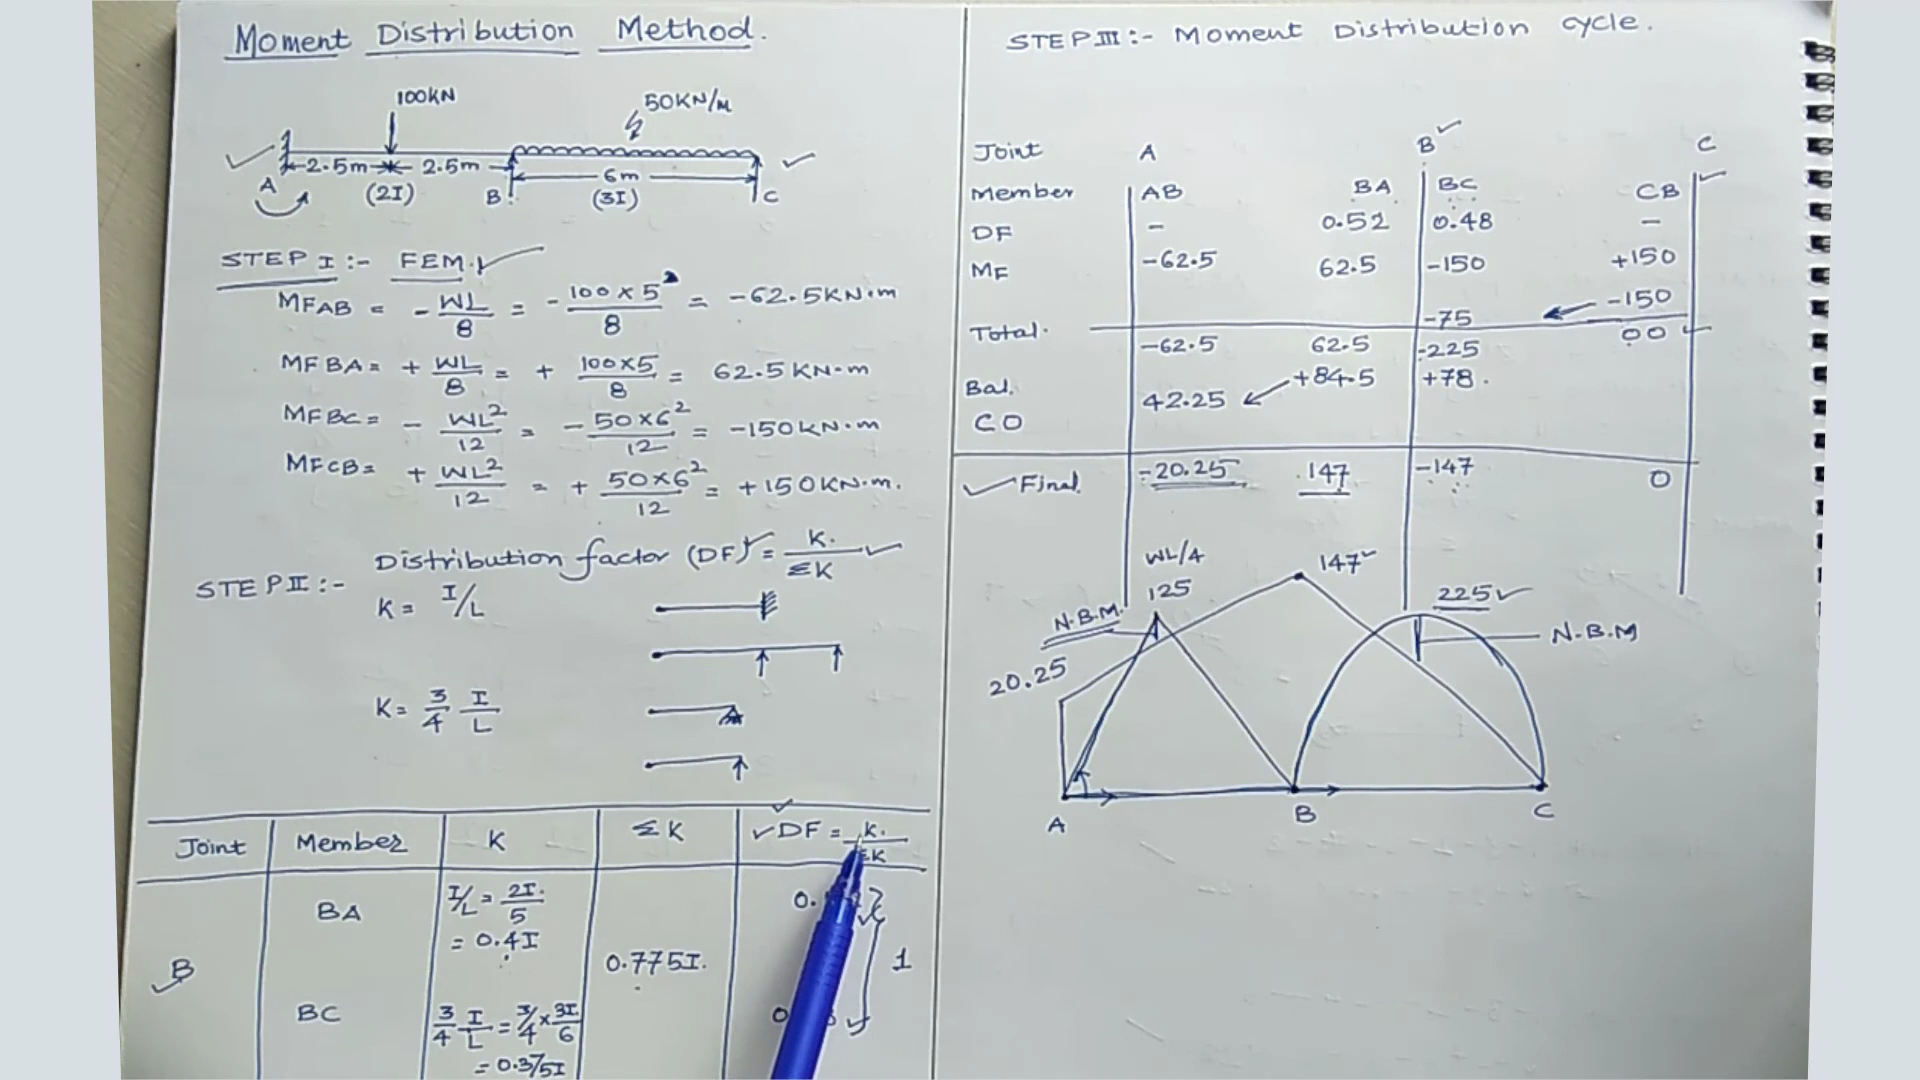 Moment Distribution Method.
100KN
50KN/M
2.5m 2.5m 6m
A (2I) B (3I) C
STEP I :- FEM.
MFAB = - WL/8 = - 100 x 5/8 = -62.5KN.m
MFBA = + WL/8 = + 100x5/8 = 62.5 KN-m
MFBC = - WL²/12 = - 50x6²/12 = -150KN.m
MFCB = + WL²/12 = + 50x6²/12 = +150KN.m.
STEP II :- Distribution factor (DF) = K./ΣK
K = I/L
K = 3/4 I/L
Joint Member K ΣK DF = K./ΣK
B
BA I/L = 2I./5
= 0.4I
0.775I. 1
BC 3/4 I/L = 3/4 x 3I/6
= 0.375I
STEP III :- Moment Distribution cycle.
Joint A B C
Member AB BA BC CB
DF - 0.52 0.48 -
MF -62.5 62.5 -150 +150
-75 -150
Total. -62.5 62.5 -225 00
Bal. +84.5 +78.
CO 42.25
Final -20.25 147 -147 0
WL/4
125
147
225
N.B.M.
N.B.M
20.25
A B C